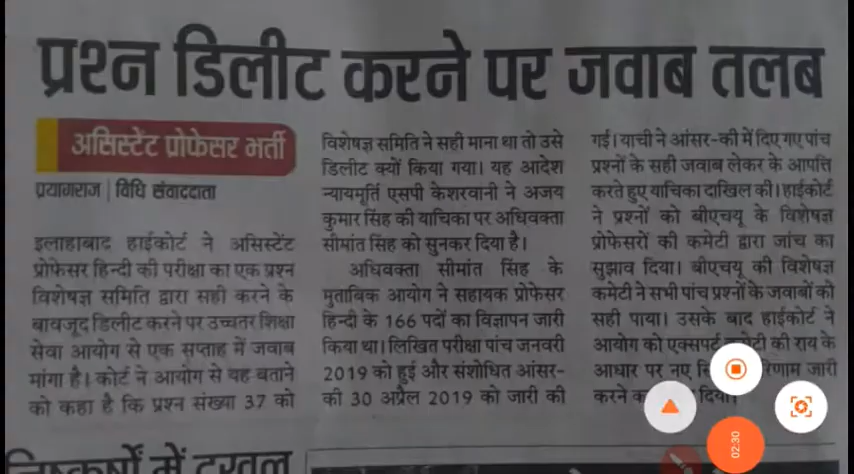 प्रश्न डिलीट करने पर जवाब तलब
असिस्टेंट प्रोफेसर भर्ती
प्रयागराज | विधि संवाददाता
इलाहाबाद हाईकोर्ट ने असिस्टेंट
प्रोफेसर हिन्दी की परीक्षा का एक प्रश्न
विशेषज्ञ समिति द्वारा सही करने के
बावजूद डिलीट करने पर उच्चतर शिक्षा
सेवा आयोग से एक सप्ताह में जवाब
मांगा है। कोर्ट ने आयोग से यह बताने
को कहा है कि प्रश्न संख्या 37 को
विशेषज्ञ समिति ने सही माना था तो उसे
डिलीट क्यों किया गया। यह आदेश
न्यायमूर्ति एसपी केशरवानी ने अजय
कुमार सिंह की याचिका पर अधिवक्ता
सीमांत सिंह को सुनकर दिया है।
अधिवक्ता सीमांत सिंह के
मुताबिक आयोग ने सहायक प्रोफेसर
हिन्दी के 166 पदों का विज्ञापन जारी
किया था। लिखित परीक्षा पांच जनवरी
2019 को हुई और संशोधित आंसर-
की 30 अप्रैल 2019 को जारी की
गई। याची ने आंसर-की में दिए गए पांच
प्रश्नों के सही जवाब लेकर के आपत्ति
करते हुए याचिका दाखिल की। हाईकोर्ट
ने प्रश्नों को बीएचयू के विशेषज्ञ
प्रोफेसरों की कमेटी द्वारा जांच का
सुझाव दिया। बीएचयू की विशेषज्ञ
कमेटी ने सभी पांच प्रश्नों के जवाबों को
सही पाया। उसके बाद हाईकोर्ट ने
आयोग को एक्सपर्ट की राय के
आधार पर नए जारी
करने दिया।
02:30
निष्कर्षों में दखल